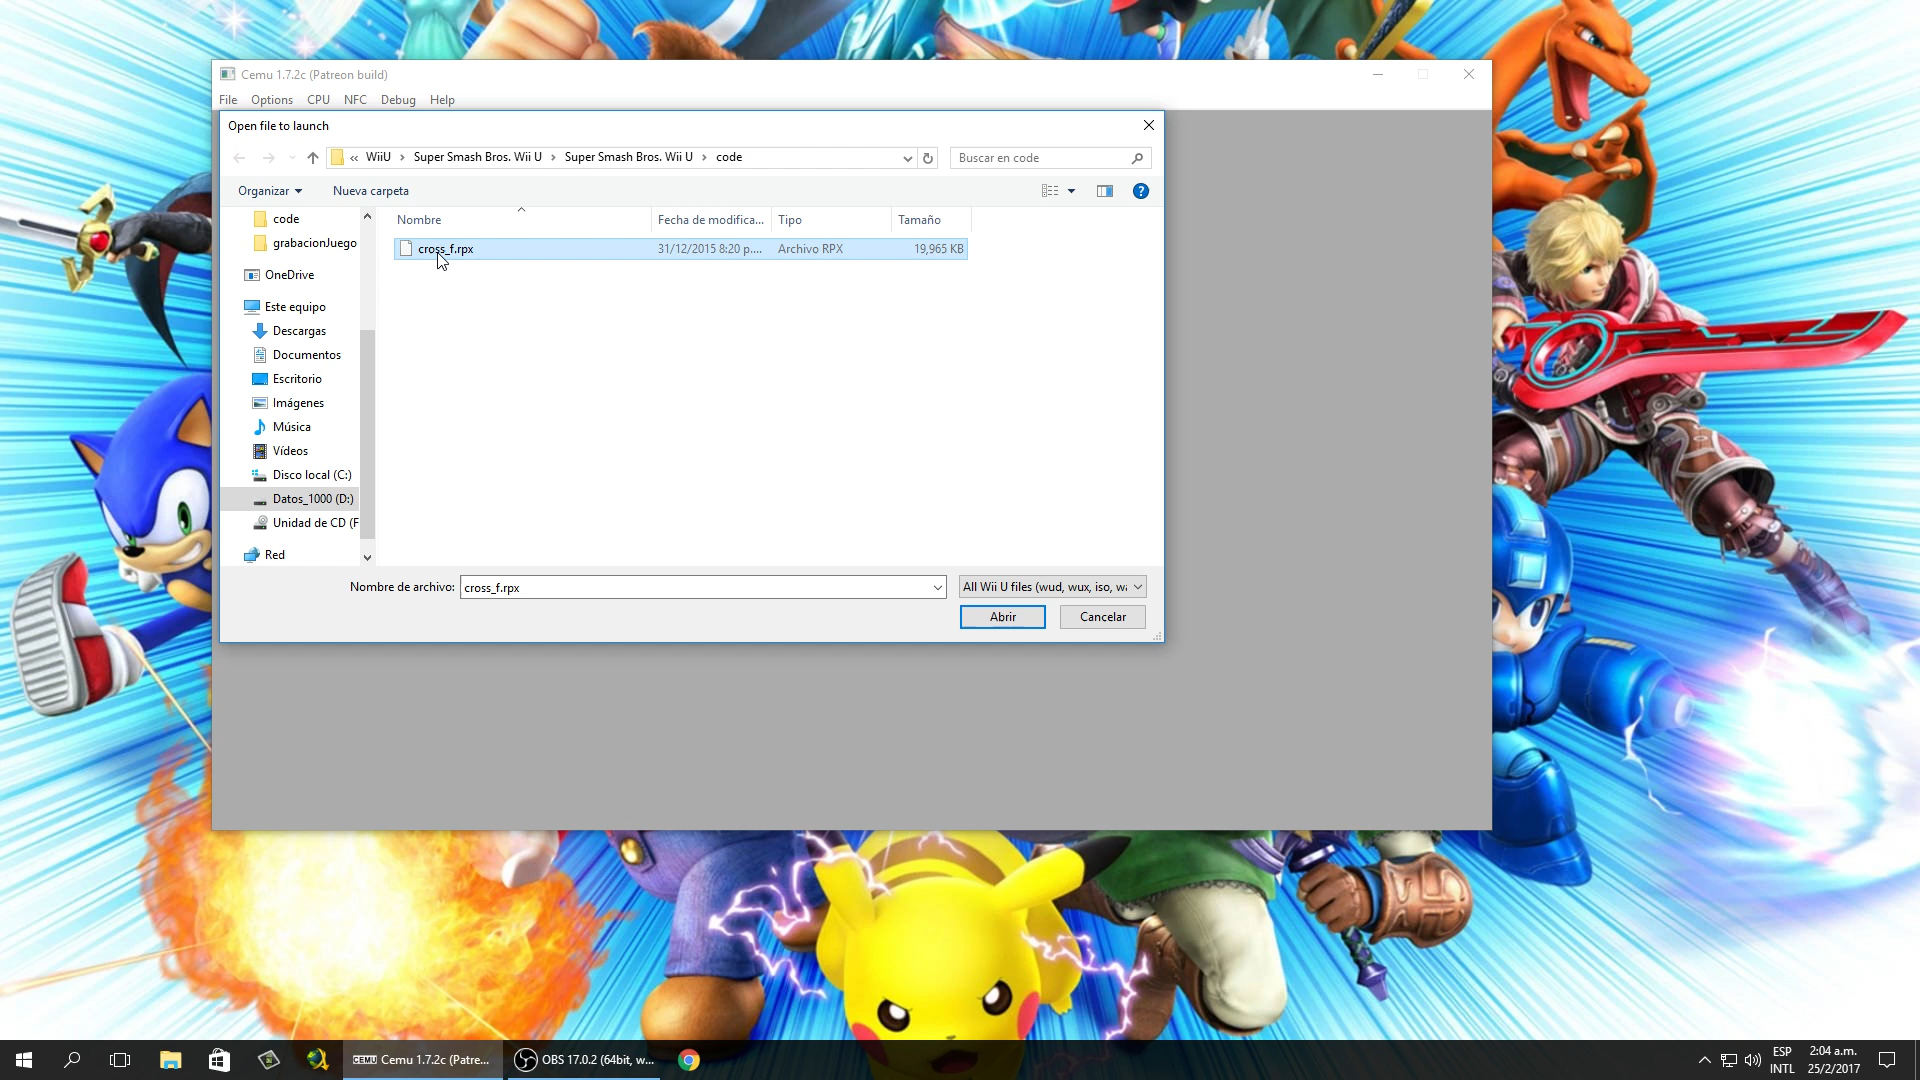 Cemu 1.7.2c (Patreon build)
File Options CPU NFC Debug Help
Open file to launch
« WiiU › Super Smash Bros. Wii U › Super Smash Bros. Wii U › code
Buscar en code
Organizar Nueva carpeta
?
Nombre Fecha de modifica... Tipo Tamaño
cross_f.rpx 31/12/2015 8:20 p.... Archivo RPX 19,965 KB
code
grabacionJuego
OneDrive
Este equipo
Descargas
Documentos
Escritorio
Imágenes
Música
Vídeos
Disco local (C:)
Datos_1000 (D:)
Unidad de CD (F
Red
Nombre de archivo: cross_f.rpx
All Wii U files (wud, wux, iso, wa
Abrir Cancelar
CEMU Cemu 1.7.2c (Patre...
OBS 17.0.2 (64bit, w...
ESP
INTL
2:04 a.m.
25/2/2017